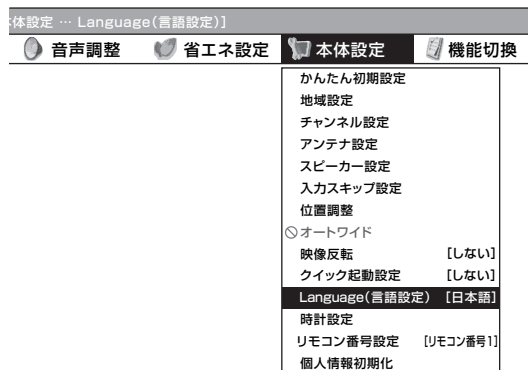 体設定 … Language(言語設定)]
音声調整 省エネ設定 本体設定 機能切換
かんたん初期設定
地域設定
チャンネル設定
アンテナ設定
スピーカー設定
入力スキップ設定
位置調整
オートワイド
映像反転 [しない]
クイック起動設定 [しない]
Language(言語設定) [日本語]
時計設定
リモコン番号設定 [リモコン番号1]
個人情報初期化